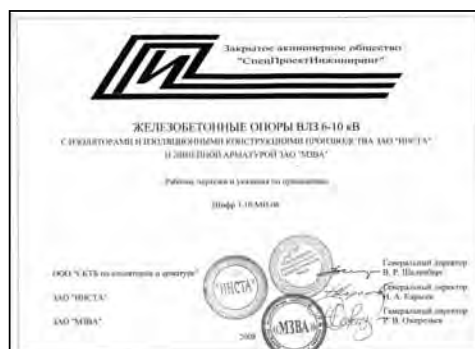 Закрытое акционерное общество
"СпецПроектИнжиниринг"
ЖЕЛЕЗОБЕТОННЫЕ ОПОРЫ ВЛЗ 6-10 кВ
С ИЗОЛЯТОРАМИ И ИЗОЛЯЦИОННЫМИ КОНСТРУКЦИЯМИ ПРОИЗВОДСТВА ЗАО "ИНСТА"
И ЛИНЕЙНОЙ АРМАТУРОЙ ЗАО "МЗВА"
Рабочие чертежи и указания по применению
Шифр
Генеральный директор
ООО "СКТБ по изоляторам и арматуре"
Генеральный директор
ЗАО "ИНСТА"
"ИНСТА"
Генеральный директор
ЗАО "МЗВА"
"МЗВА"
2008